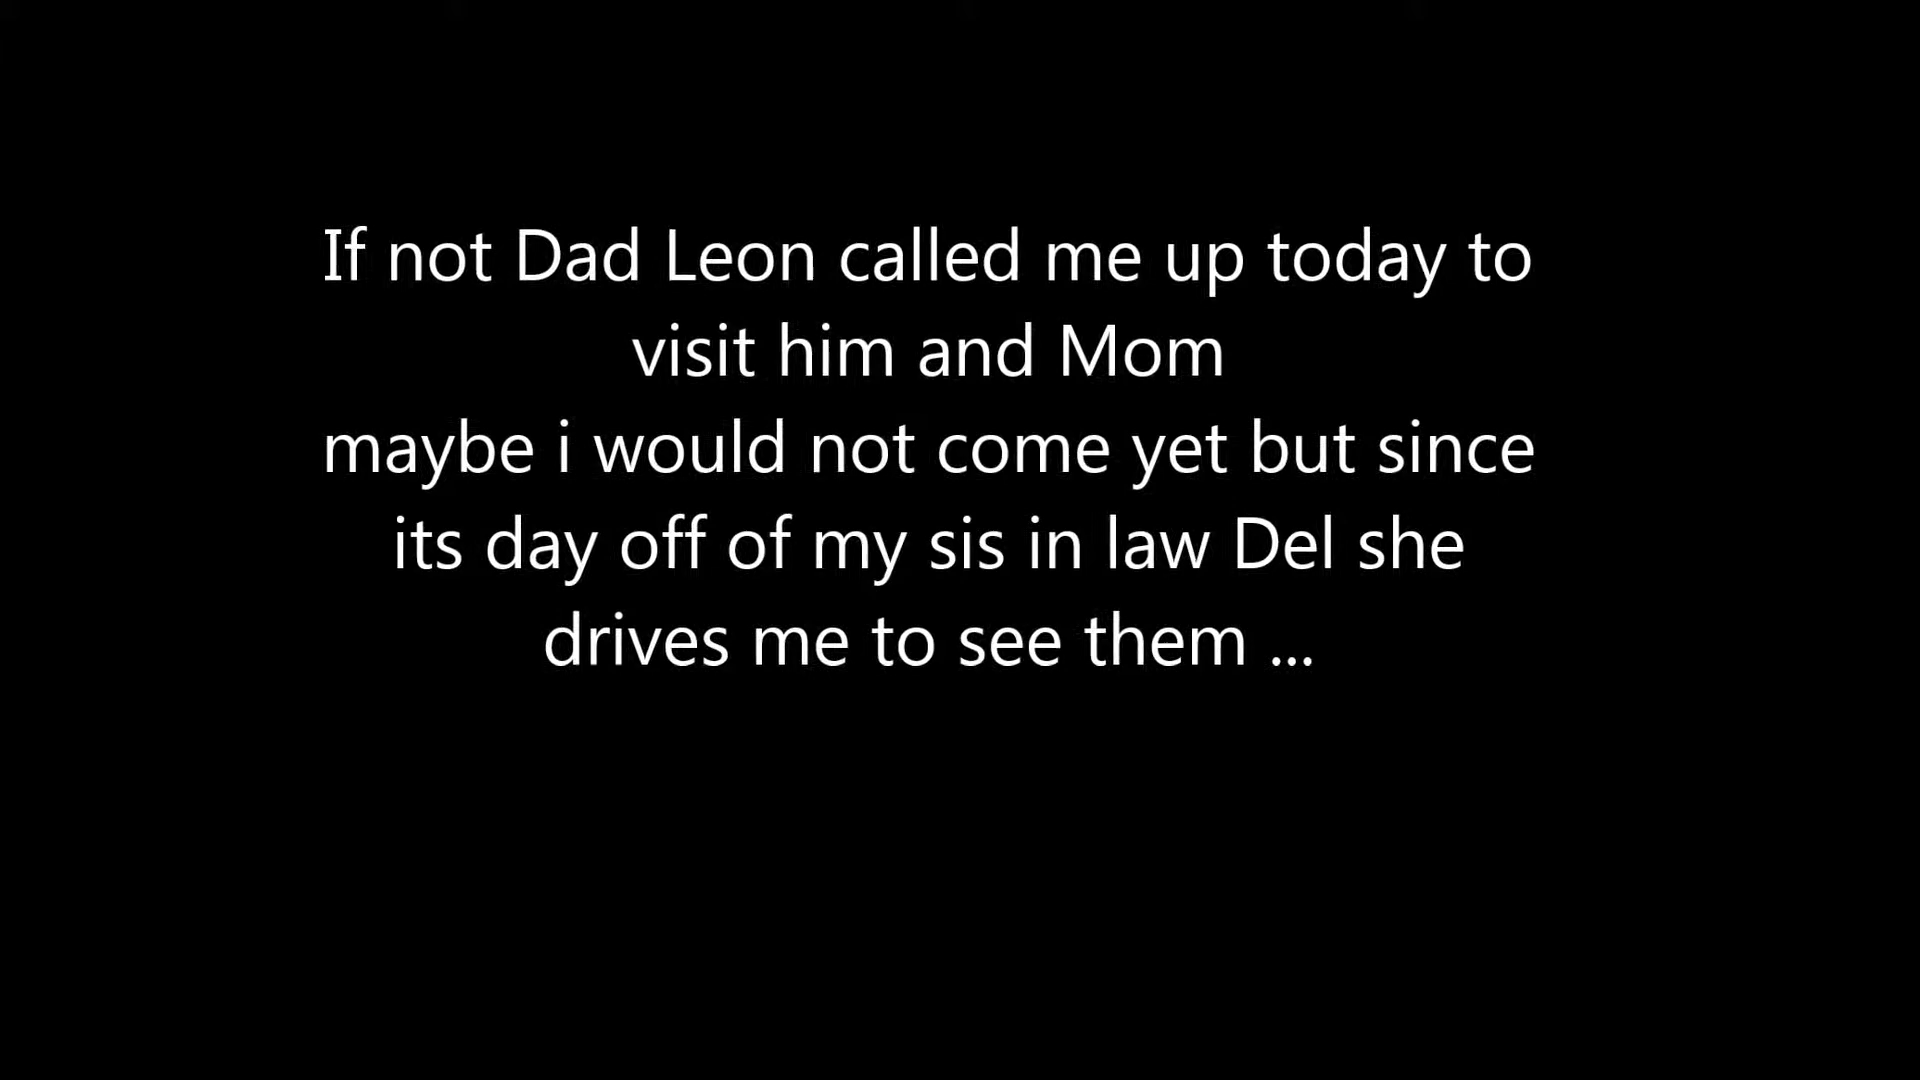 If not Dad Leon called me up today to
visit him and Mom
maybe i would not come yet but since
its day off of my sis in law Del she
drives me to see them ...